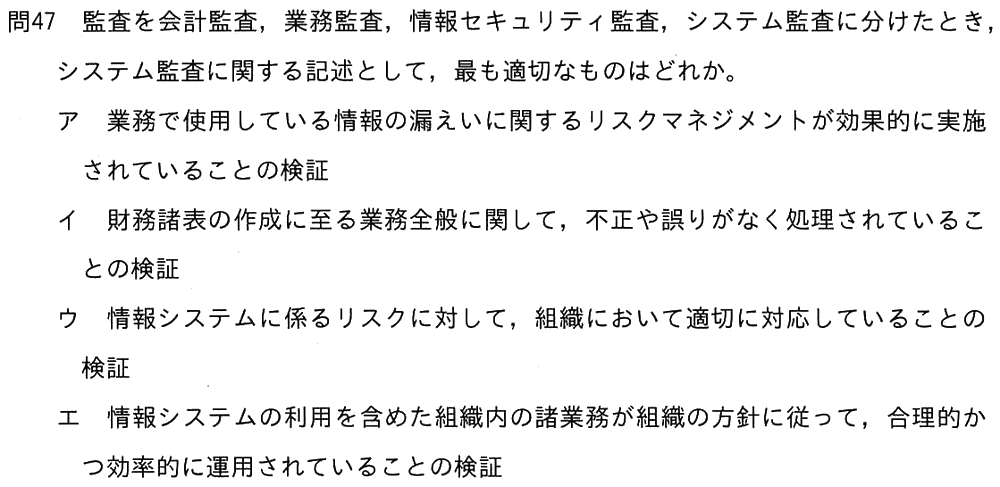 問47　監査を会計監査，業務監査，情報セキュリティ監査，システム監査に分けたとき，
システム監査に関する記述として，最も適切なものはどれか。
ア　業務で使用している情報の漏えいに関するリスクマネジメントが効果的に実施
されていることの検証
イ　財務諸表の作成に至る業務全般に関して，不正や誤りがなく処理されているこ
との検証
ウ　情報システムに係るリスクに対して，組織において適切に対応していることの
検証
エ　情報システムの利用を含めた組織内の諸業務が組織の方針に従って，合理的か
つ効率的に運用されていることの検証